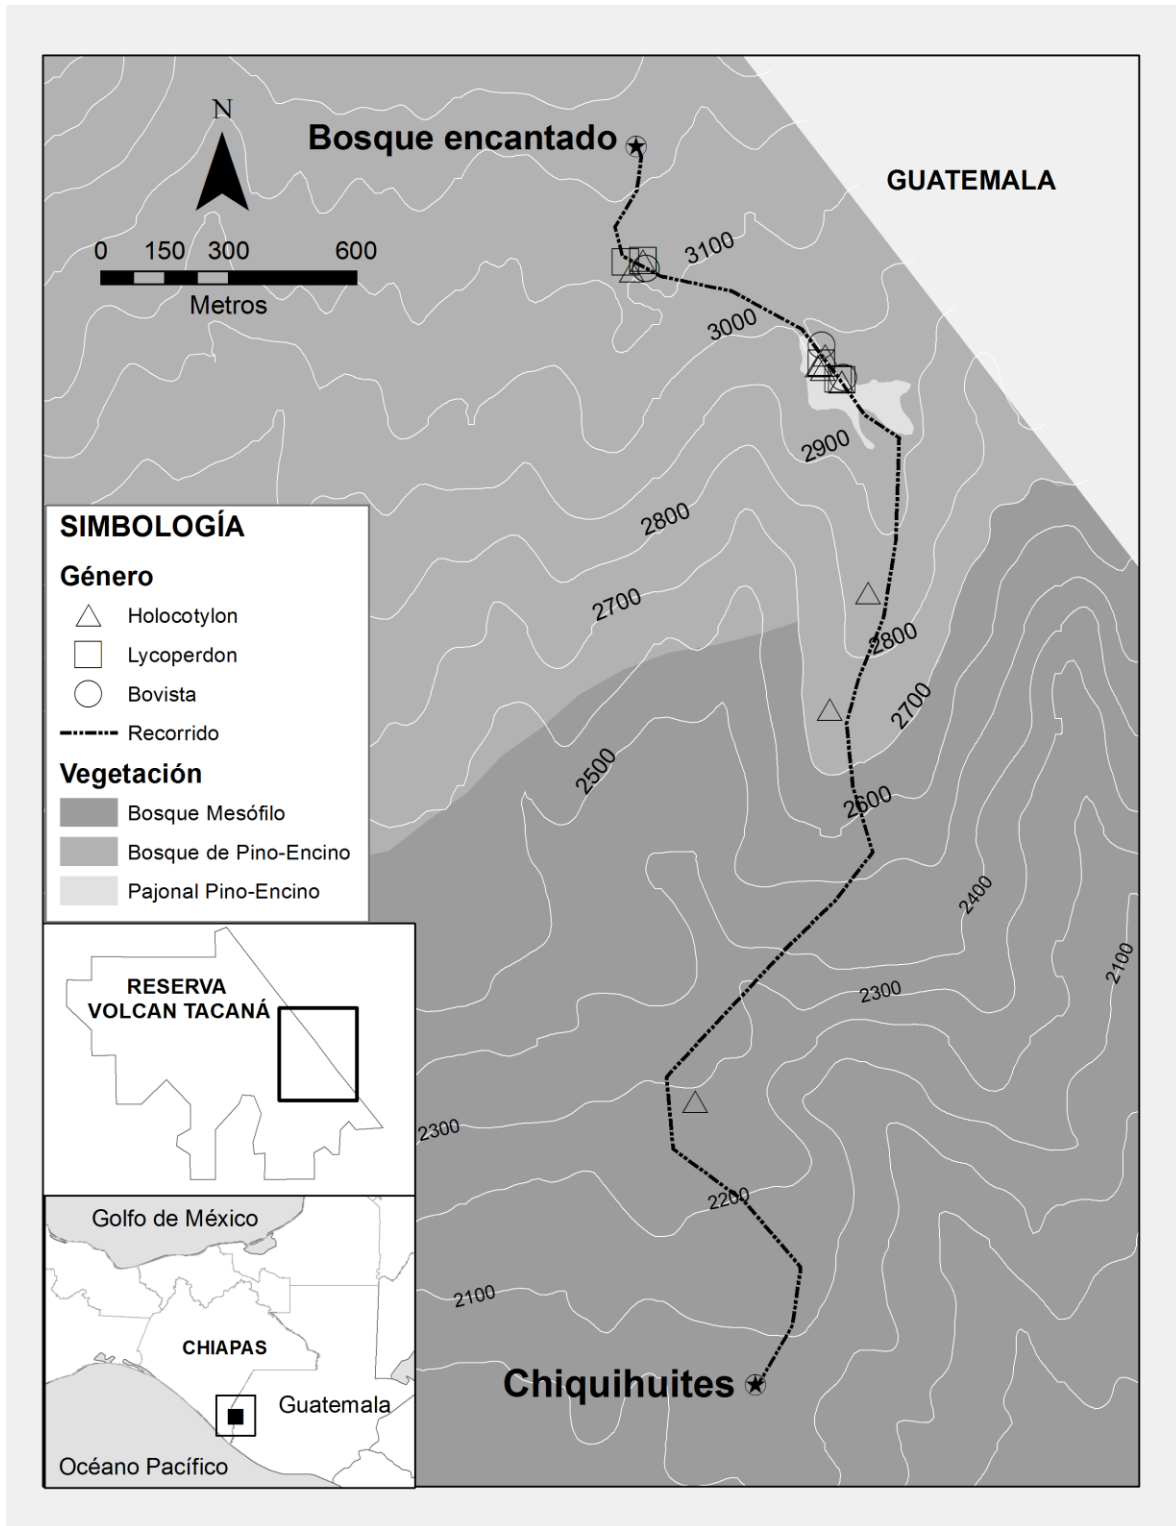 N
Bosque encantado
GUATEMALA
0 150 300 600
Metros
3100
3000
2900
2800
2700
2800
2700
2600
2500
2400
2300
2100
2300
2200
2100
Chiquihuites
SIMBOLOGÍA
Género
Holocotylon
Lycoperdon
Bovista
Recorrido
Vegetación
Bosque Mesófilo
Bosque de Pino-Encino
Pajonal Pino-Encino
RESERVA
VOLCAN TACANÁ
Golfo de México
CHIAPAS
Guatemala
Océano Pacífico